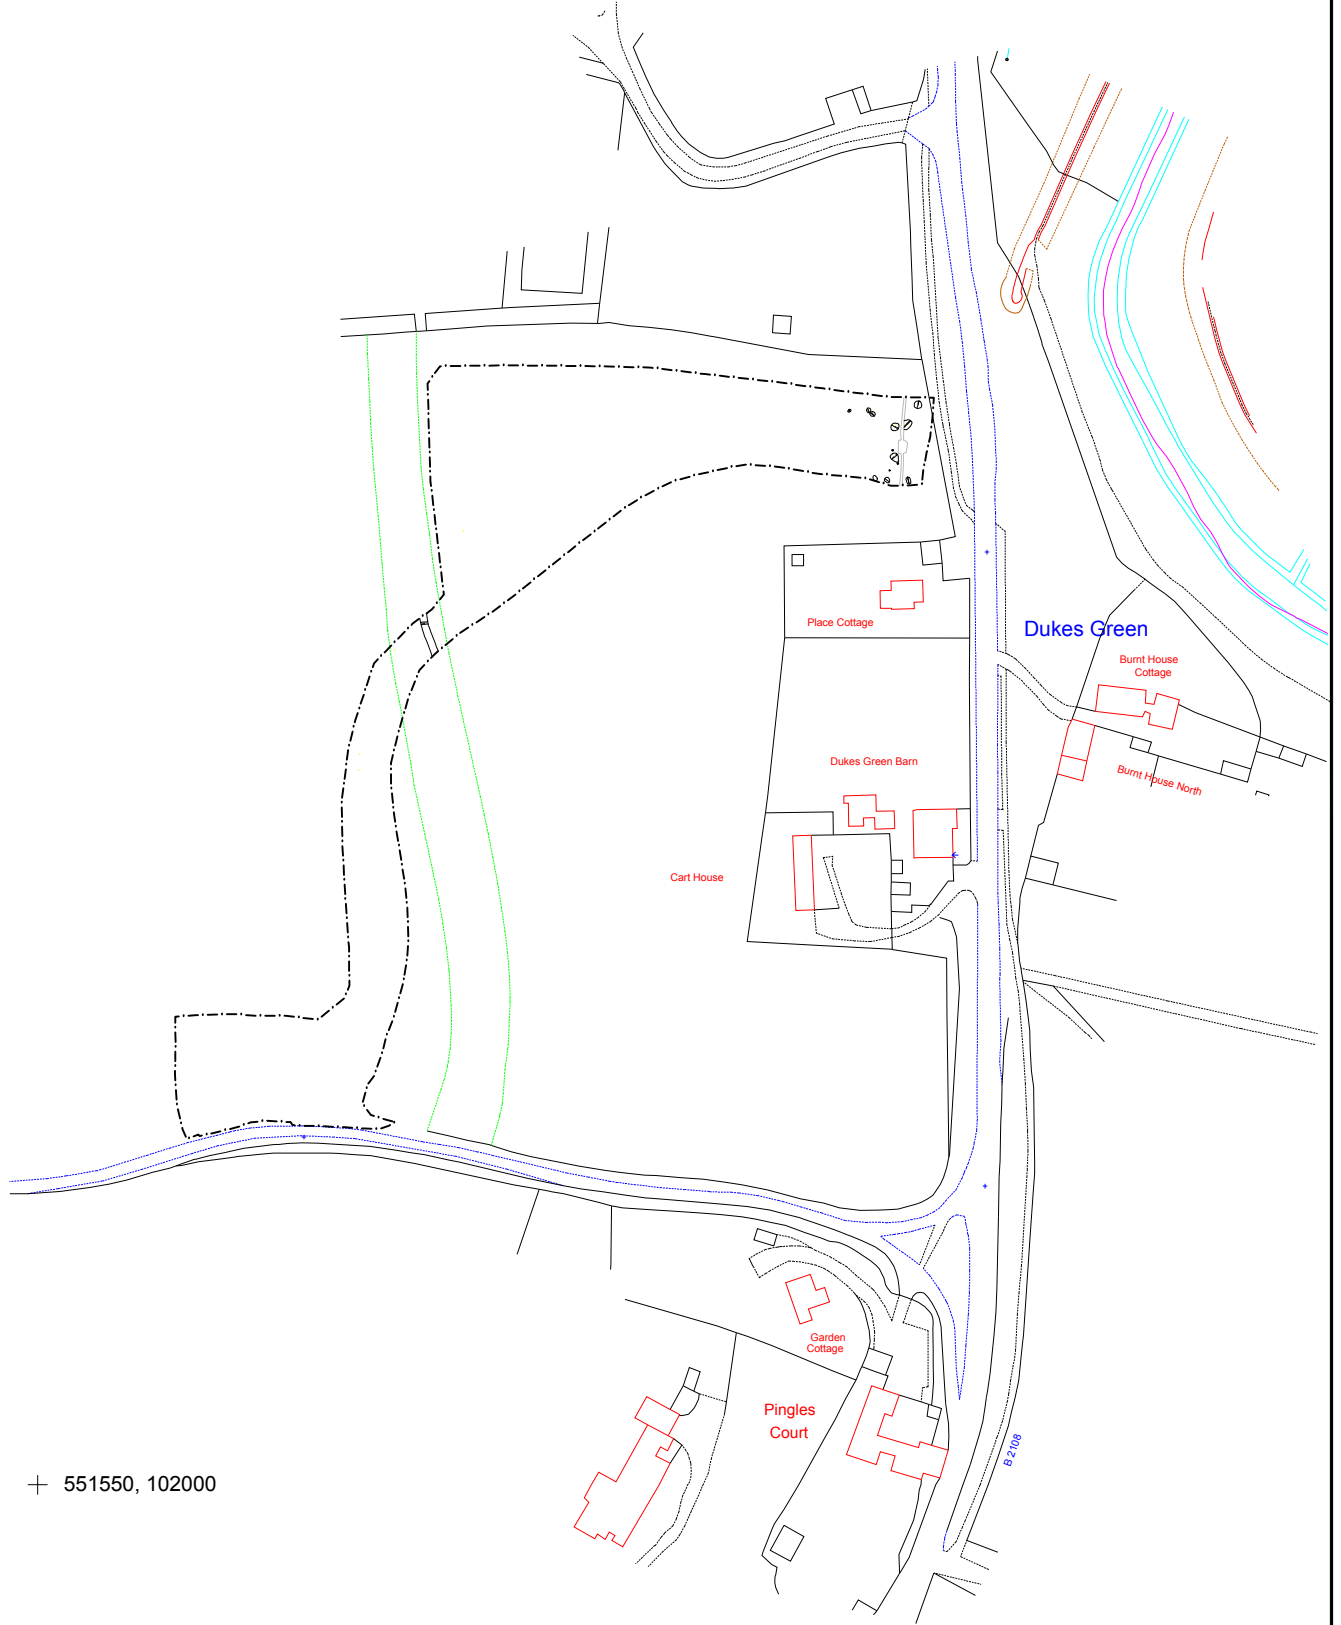 Dukes Green
Place Cottage
Burnt House
Cottage
Dukes Green Barn
Burnt House North
Cart House
Garden
Cottage
Pingles
Court
B 2108
551550, 102000